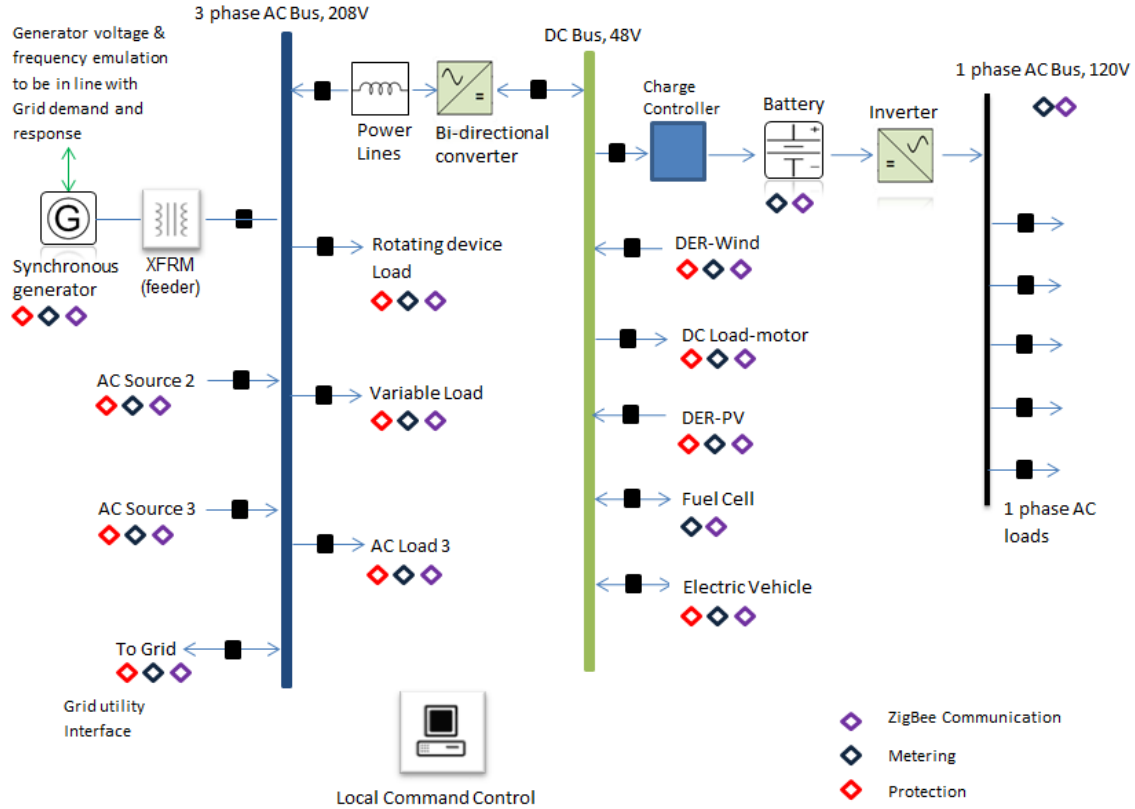 3 phase AC Bus, 208V
Generator voltage &
frequency emulation
to be in line with
Grid demand and
response
DC Bus, 48V
1 phase AC Bus, 120V
Charge
Controller
Battery
Inverter
Power
Lines
Bi-directional
converter
G
Synchronous
generator
XFRM
(feeder)
Rotating device
Load
DER-Wind
DC Load-motor
AC Source 2
Variable Load
DER-PV
AC Source 3
Fuel Cell
1 phase AC
loads
AC Load 3
Electric Vehicle
To Grid
Grid utility
Interface
ZigBee Communication
Metering
Protection
Local Command Control